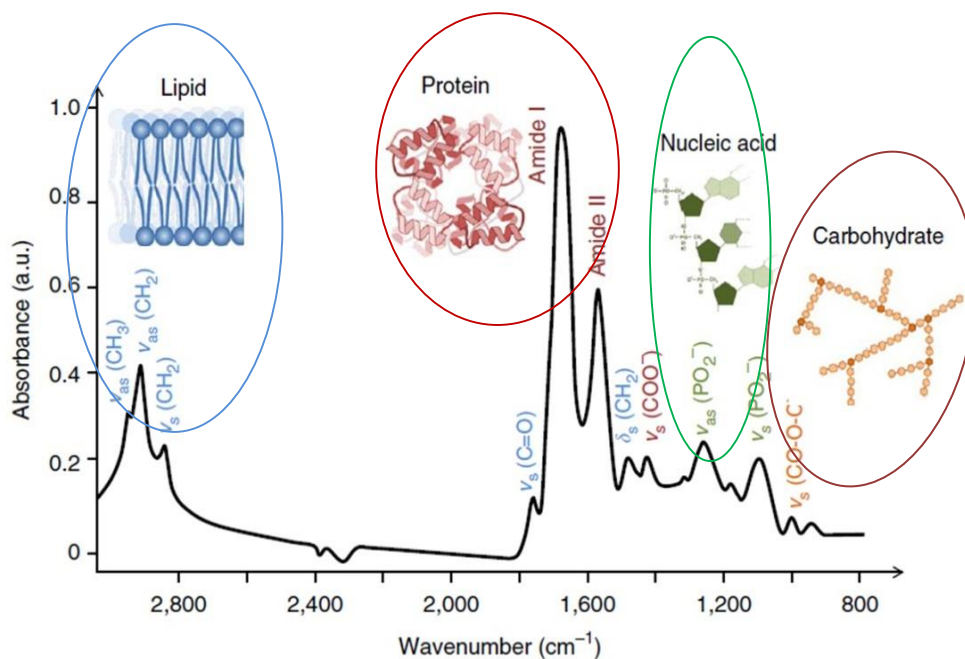 Lipid
Protein
Nucleic acid
Carbohydrate
Amide I
Amide II
1.0
0.8
0.6
0.4
0.2
0
Absorbance (a.u.)
νas (CH3)
νas (CH2)
νs (CH2)
νs (C=O)
δs (CH2)
νs (COO⁻)
νas (PO2⁻)
νs (PO2⁻)
νs (CO-O-C)
2,800
2,400
2,000
1,600
1,200
800
Wavenumber (cm⁻¹)